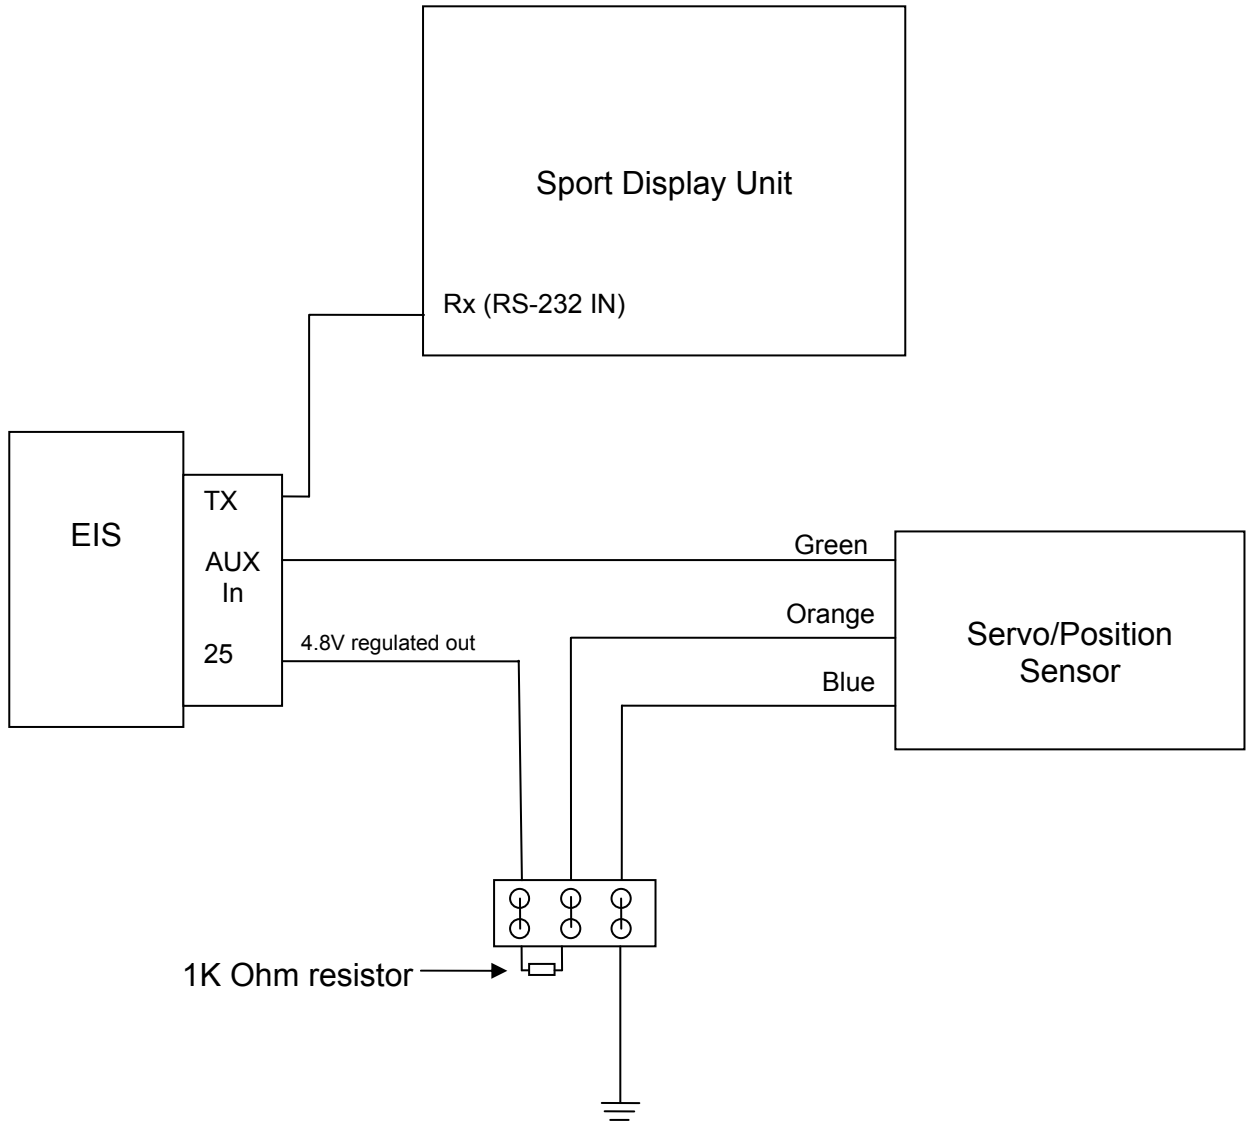 Sport Display Unit
Rx (RS-232 IN)
EIS
TX
AUX
In
25
4.8V regulated out
Green
Orange
Blue
Servo/Position
Sensor
1K Ohm resistor